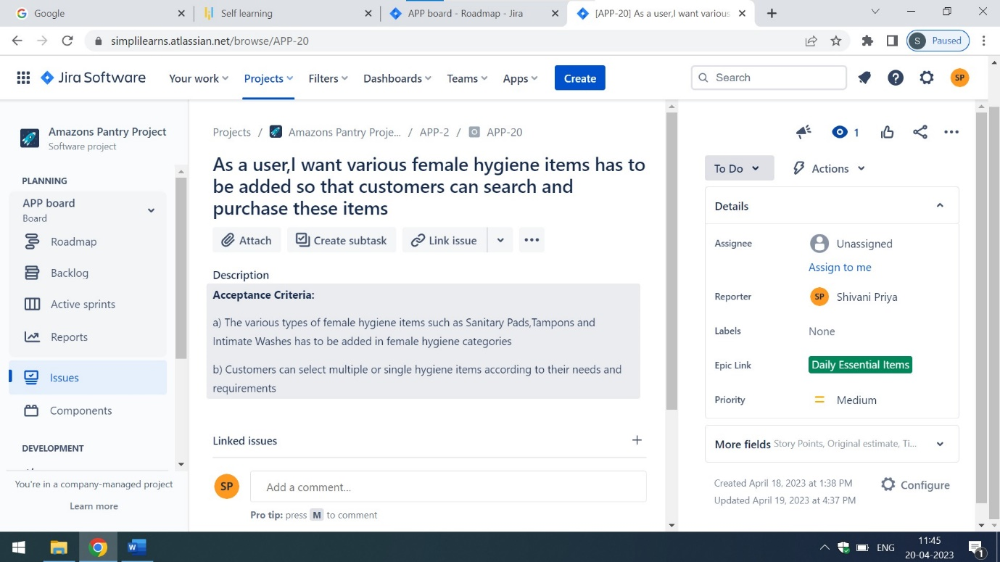 Google
Self learning
APP board - Roadmap - Jira
[APP-20] As a user,I want various
simplilearns.atlassian.net/browse/APP-20
S
Paused
Jira Software
Your work
Projects
Filters
Dashboards
Teams
Apps
Create
Search
SP
Amazons Pantry Project
Software project
PLANNING
APP board
Board
Roadmap
Backlog
Active sprints
Reports
Issues
Components
DEVELOPMENT
You're in a company-managed project
Learn more
Projects / Amazons Pantry Proje... / APP-2 / APP-20
As a user,I want various female hygiene items has to
be added so that customers can search and
purchase these items
Attach
Create subtask
Link issue
Description
Acceptance Criteria:
a) The various types of female hygiene items such as Sanitary Pads,Tampons and
Intimate Washes has to be added in female hygiene categories
b) Customers can select multiple or single hygiene items according to their needs and
requirements
Linked issues
SP
Add a comment...
Pro tip: press M to comment
1
To Do
Actions
Details
Assignee
Unassigned
Assign to me
Reporter
SP Shivani Priya
Labels
None
Epic Link
Daily Essential Items
Priority
Medium
More fields Story Points, Original estimate, Ti...
Created April 18, 2023 at 1:38 PM
Updated April 19, 2023 at 4:37 PM
Configure
W
ENG
11:45
20-04-2023
1